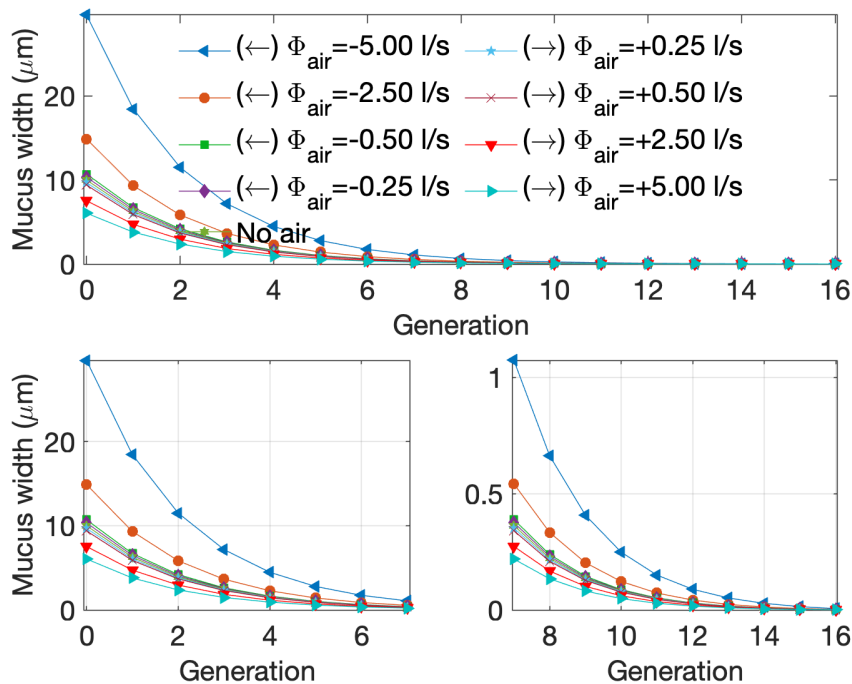 Mucus width (μm)
20
10
0
(←) Φair=-5.00 l/s
(←) Φair=-2.50 l/s
(←) Φair=-0.50 l/s
(←) Φair=-0.25 l/s
No air
(→) Φair=+0.25 l/s
(→) Φair=+0.50 l/s
(→) Φair=+2.50 l/s
(→) Φair=+5.00 l/s
0 2 4 6 8 10 12 14 16
Generation
Mucus width (μm)
20
10
0
0 2 4 6
Generation
1
0.5
0
8 10 12 14 16
Generation